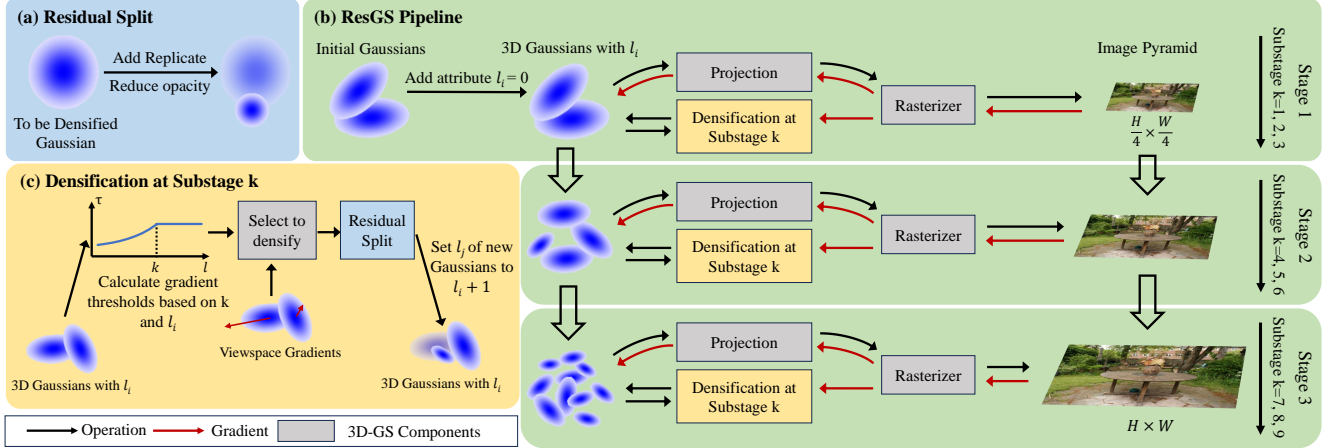 (a) Residual Split
Add Replicate
Reduce opacity
To be Densified
Gaussian
(b) ResGS Pipeline
Initial Gaussians
Add attribute l_i = 0
3D Gaussians with l_i
Projection
Densification at
Substage k
Rasterizer
Image Pyramid
H/4 × W/4
Stage 1
Substage k=1, 2, 3
Projection
Densification at
Substage k
Rasterizer
Stage 2
Substage k=4, 5, 6
Projection
Densification at
Substage k
Rasterizer
H × W
Stage 3
Substage k=7, 8, 9
(c) Densification at Substage k
τ
k
l
Calculate gradient
thresholds based on k
and l_i
Select to
densify
Residual
Split
Set l_j of new
Gaussians to
l_i + 1
Viewspace Gradients
3D Gaussians with l_i
3D Gaussians with l_i
Operation
Gradient
3D-GS Components